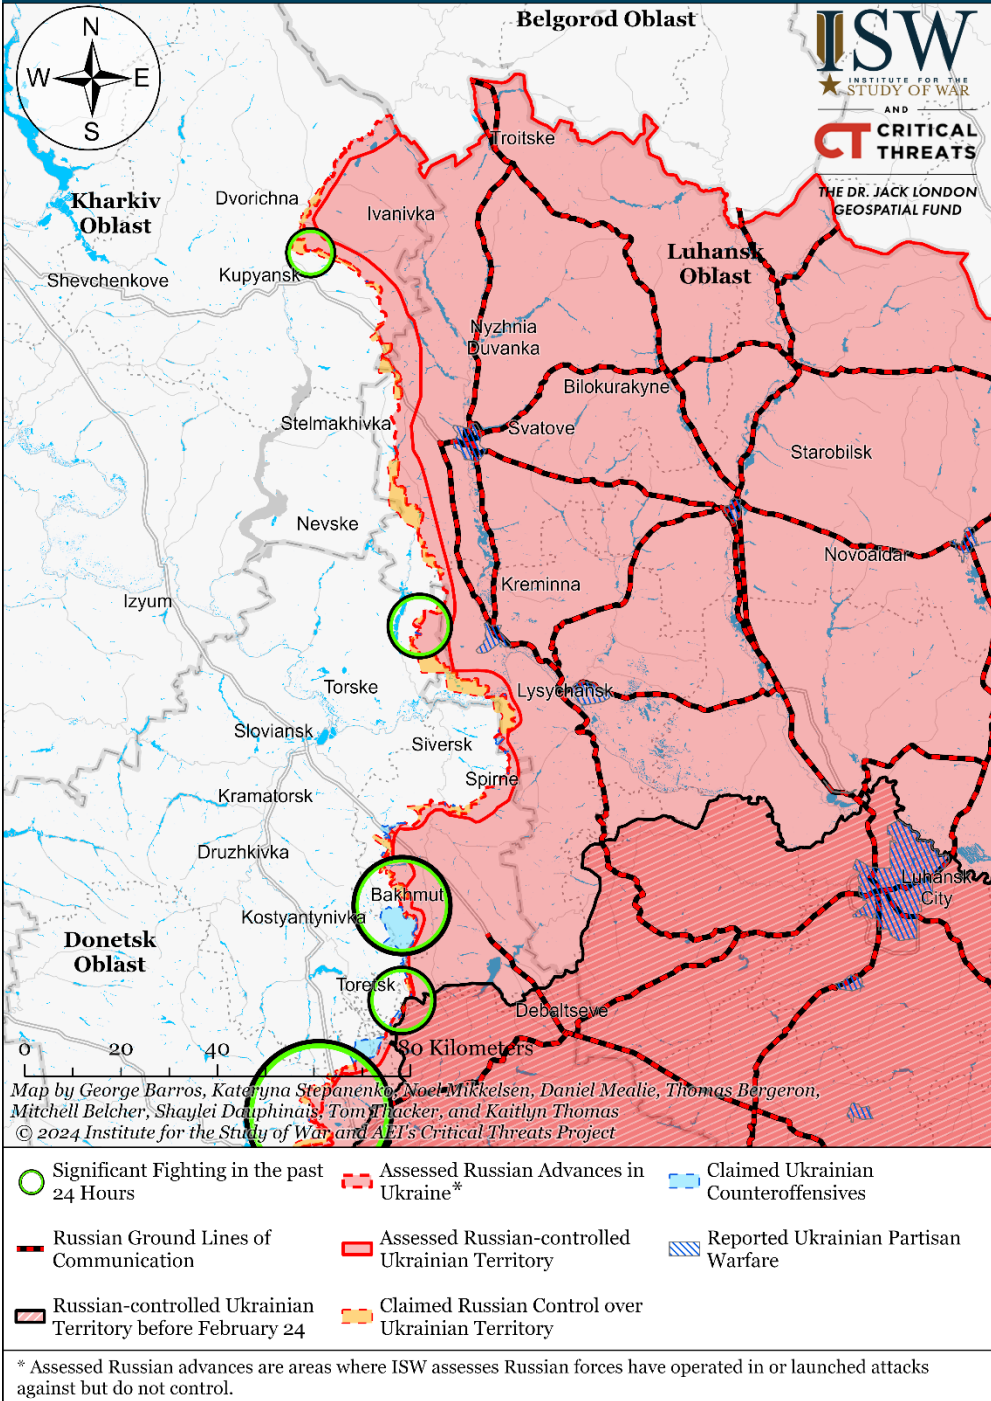 Belgorod Oblast
ISW
INSTITUTE FOR THE
STUDY OF WAR
AND
CT CRITICAL
THREATS
THE DR. JACK LONDON
GEOSPATIAL FUND
N
W E
S
Troitske
Kharkiv
Oblast
Dvorichna
Ivanivka
Luhansk
Oblast
Shevchenkove
Kupyansk
Nyzhnia
Duvanka
Bilokurakyne
Stelmakhivka
Svatove
Starobilsk
Nevske
Novoaidar
Kreminna
Izyum
Torske
Lysychansk
Sloviansk
Siversk
Spirne
Kramatorsk
Druzhkivka
Bakhmut
Luhansk
City
Kostyantynivka
Donetsk
Oblast
Toretsk
Debaltseve
0 20 40 80 Kilometers
Map by George Barros, Kateryna Stepanenko, Noel Mikkelsen, Daniel Mealie, Thomas Bergeron,
Mitchell Belcher, Shaylei Dauphinais, Tom Thacker, and Kaitlyn Thomas
© 2024 Institute for the Study of War and AEI's Critical Threats Project
Significant Fighting in the past
24 Hours
Assessed Russian Advances in
Ukraine*
Claimed Ukrainian
Counteroffensives
Russian Ground Lines of
Communication
Assessed Russian-controlled
Ukrainian Territory
Reported Ukrainian Partisan
Warfare
Russian-controlled Ukrainian
Territory before February 24
Claimed Russian Control over
Ukrainian Territory
* Assessed Russian advances are areas where ISW assesses Russian forces have operated in or launched attacks
against but do not control.